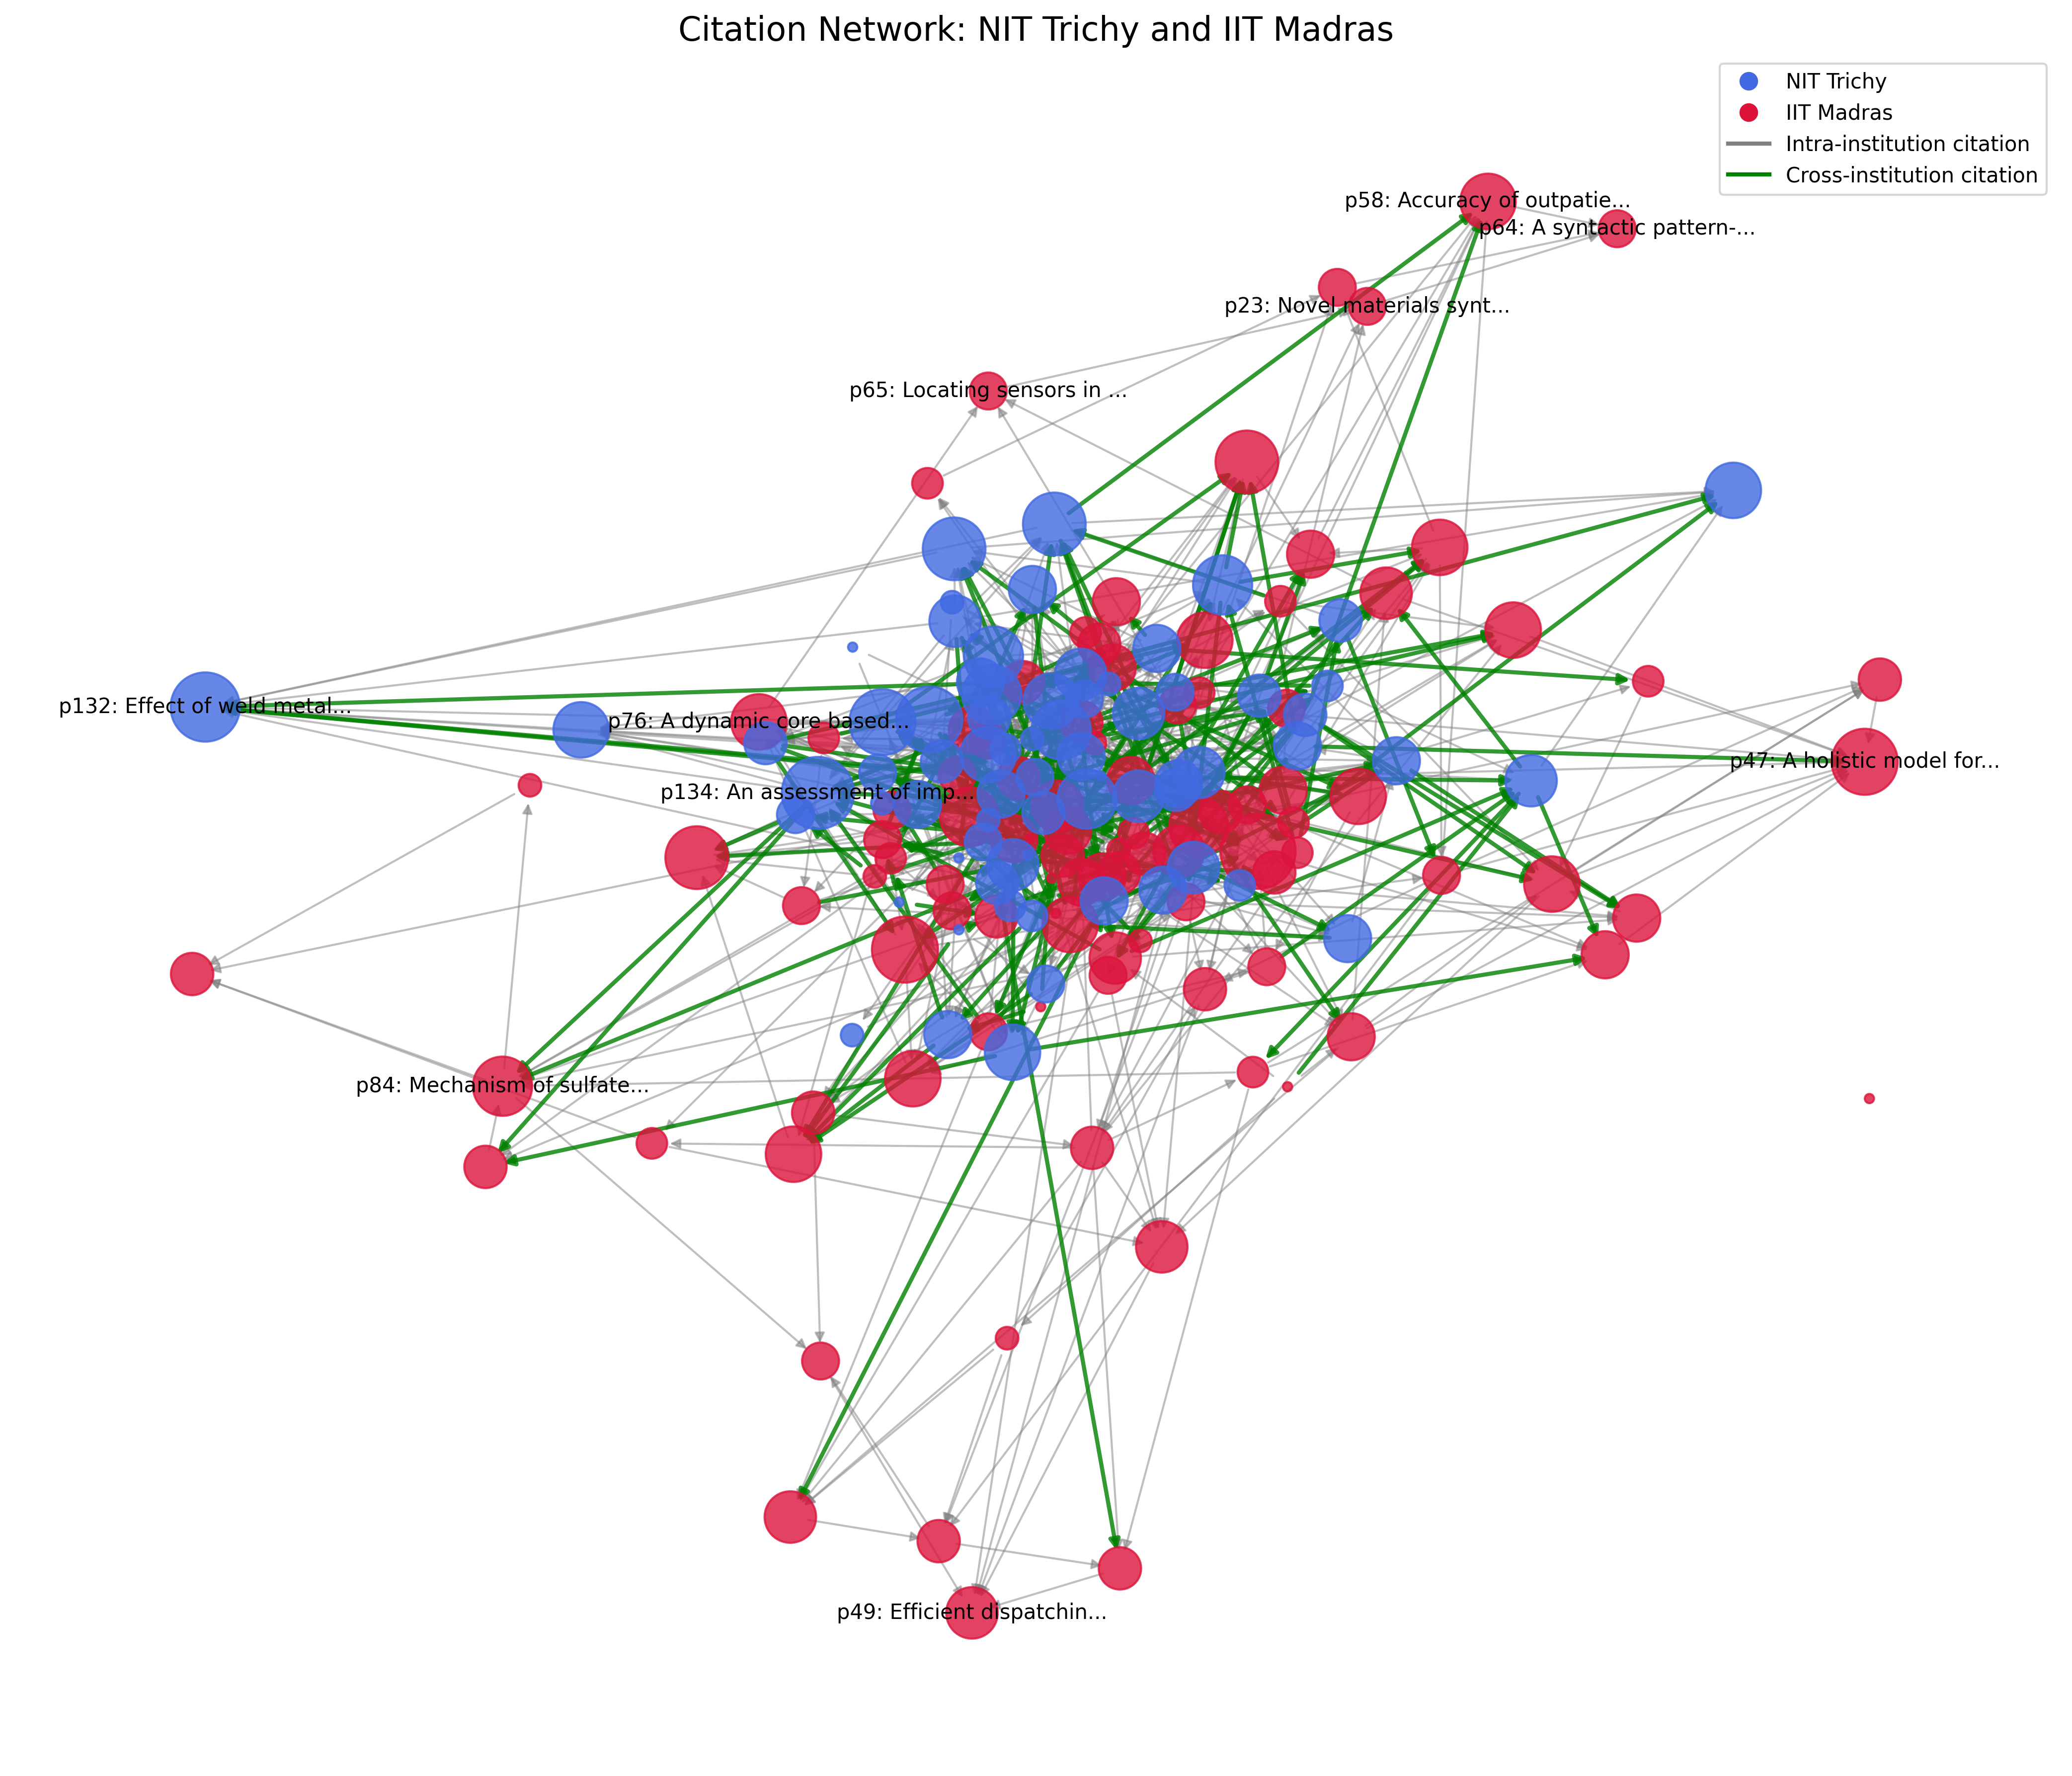 Citation Network: NIT Trichy and IIT Madras
NIT Trichy
IIT Madras
Intra-institution citation
Cross-institution citation
p58: Accuracy of outpatie...
p64: A syntactic pattern-...
p23: Novel materials synt...
p65: Locating sensors in ...
p132: Effect of weld metal...
p76: A dynamic core based...
p47: A holistic model for...
p134: An assessment of imp...
p84: Mechanism of sulfate...
p49: Efficient dispatchin...